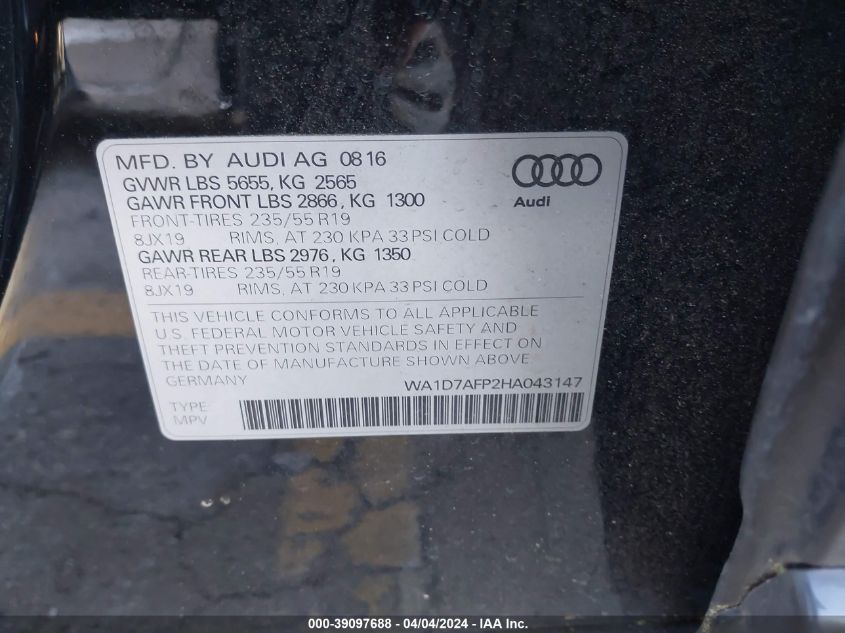 MFD. BY AUDI AG 08 16
GVWR LBS 5655, KG 2565
GAWR FRONT LBS 2866, KG 1300
FRONT-TIRES 235/55 R19
8JX19 RIMS, AT 230 KPA 33 PSI COLD
GAWR REAR LBS 2976, KG 1350
REAR-TIRES 235/55 R19
8JX19 RIMS, AT 230 KPA 33 PSI COLD
Audi
THIS VEHICLE CONFORMS TO ALL APPLICABLE
U.S. FEDERAL MOTOR VEHICLE SAFETY AND
THEFT PREVENTION STANDARDS IN EFFECT ON
THE DATE OF MANUFACTURE SHOWN ABOVE.
GERMANY WA1D7AFP2HA043147
TYPE
MPV
000-39097688 - 04/04/2024 - IAA Inc.